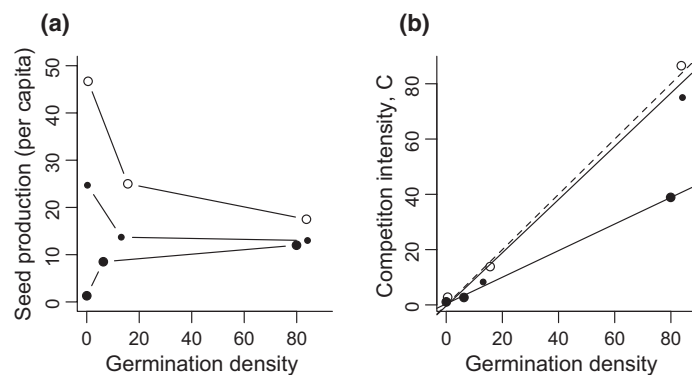 (a)
Seed production (per capita)
50
40
30
20
10
0
0 20 40 60 80
Germination density
(b)
Competiton intensity, C
80
60
40
20
0
0 20 40 60 80
Germination density